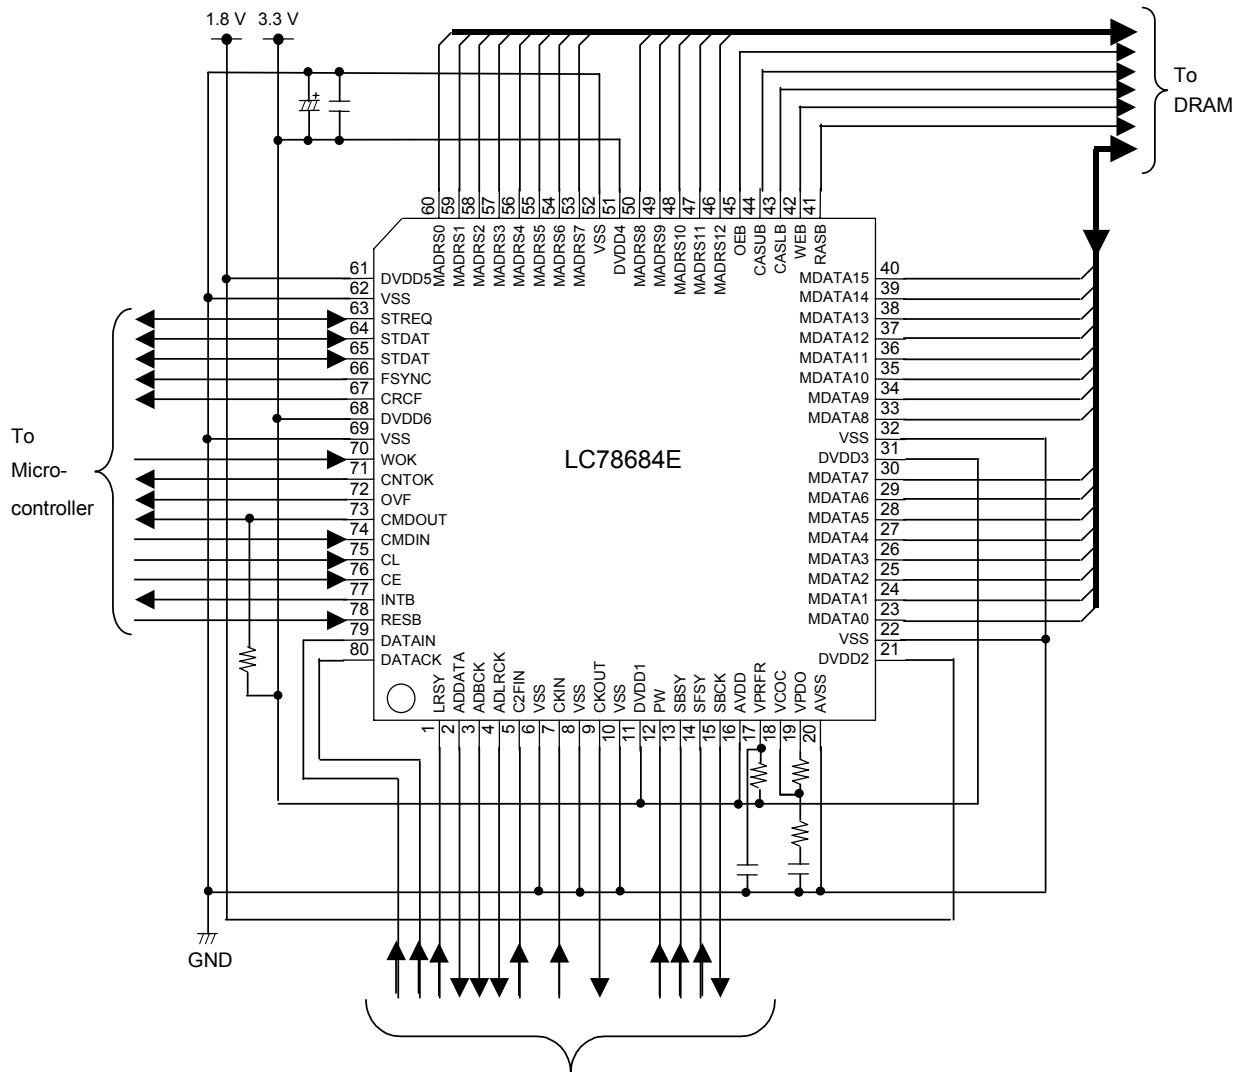 1.8 V
3.3 V
+
To
DRAM
60
59
58
57
56
55
54
53
52
51
50
49
48
47
46
45
44
43
42
41
MADRS0
MADRS1
MADRS2
MADRS3
MADRS4
MADRS5
MADRS6
MADRS7
VSS
DVDD4
MADRS8
MADRS9
MADRS10
MADRS11
MADRS12
OEB
CASUB
CASLB
WEB
RASB
61 DVDD5
62 VSS
63 STREQ
64 STDAT
65 STDAT
66 FSYNC
67 CRCF
68 DVDD6
69 VSS
70 WOK
71 CNTOK
72 OVF
73 CMDOUT
74 CMDIN
75 CL
76 CE
77 INTB
78 RESB
79 DATAIN
80 DATACK
To
Micro-
controller
LC78684E
MDATA15 40
MDATA14 39
MDATA13 38
MDATA12 37
MDATA11 36
MDATA10 35
MDATA9 34
MDATA8 33
VSS 32
DVDD3 31
MDATA7 30
MDATA6 29
MDATA5 28
MDATA4 27
MDATA3 26
MDATA2 25
MDATA1 24
MDATA0 23
VSS 22
DVDD2 21
LRSY
ADDATA
ADBCK
ADLRCK
C2FIN
VSS
CKIN
VSS
CKOUT
VSS
DVDD1
PW
SBSY
SFSY
SBCK
AVDD
VPRFR
VCOC
VPDO
AVSS
1
2
3
4
5
6
7
8
9
10
11
12
13
14
15
16
17
18
19
20
GND